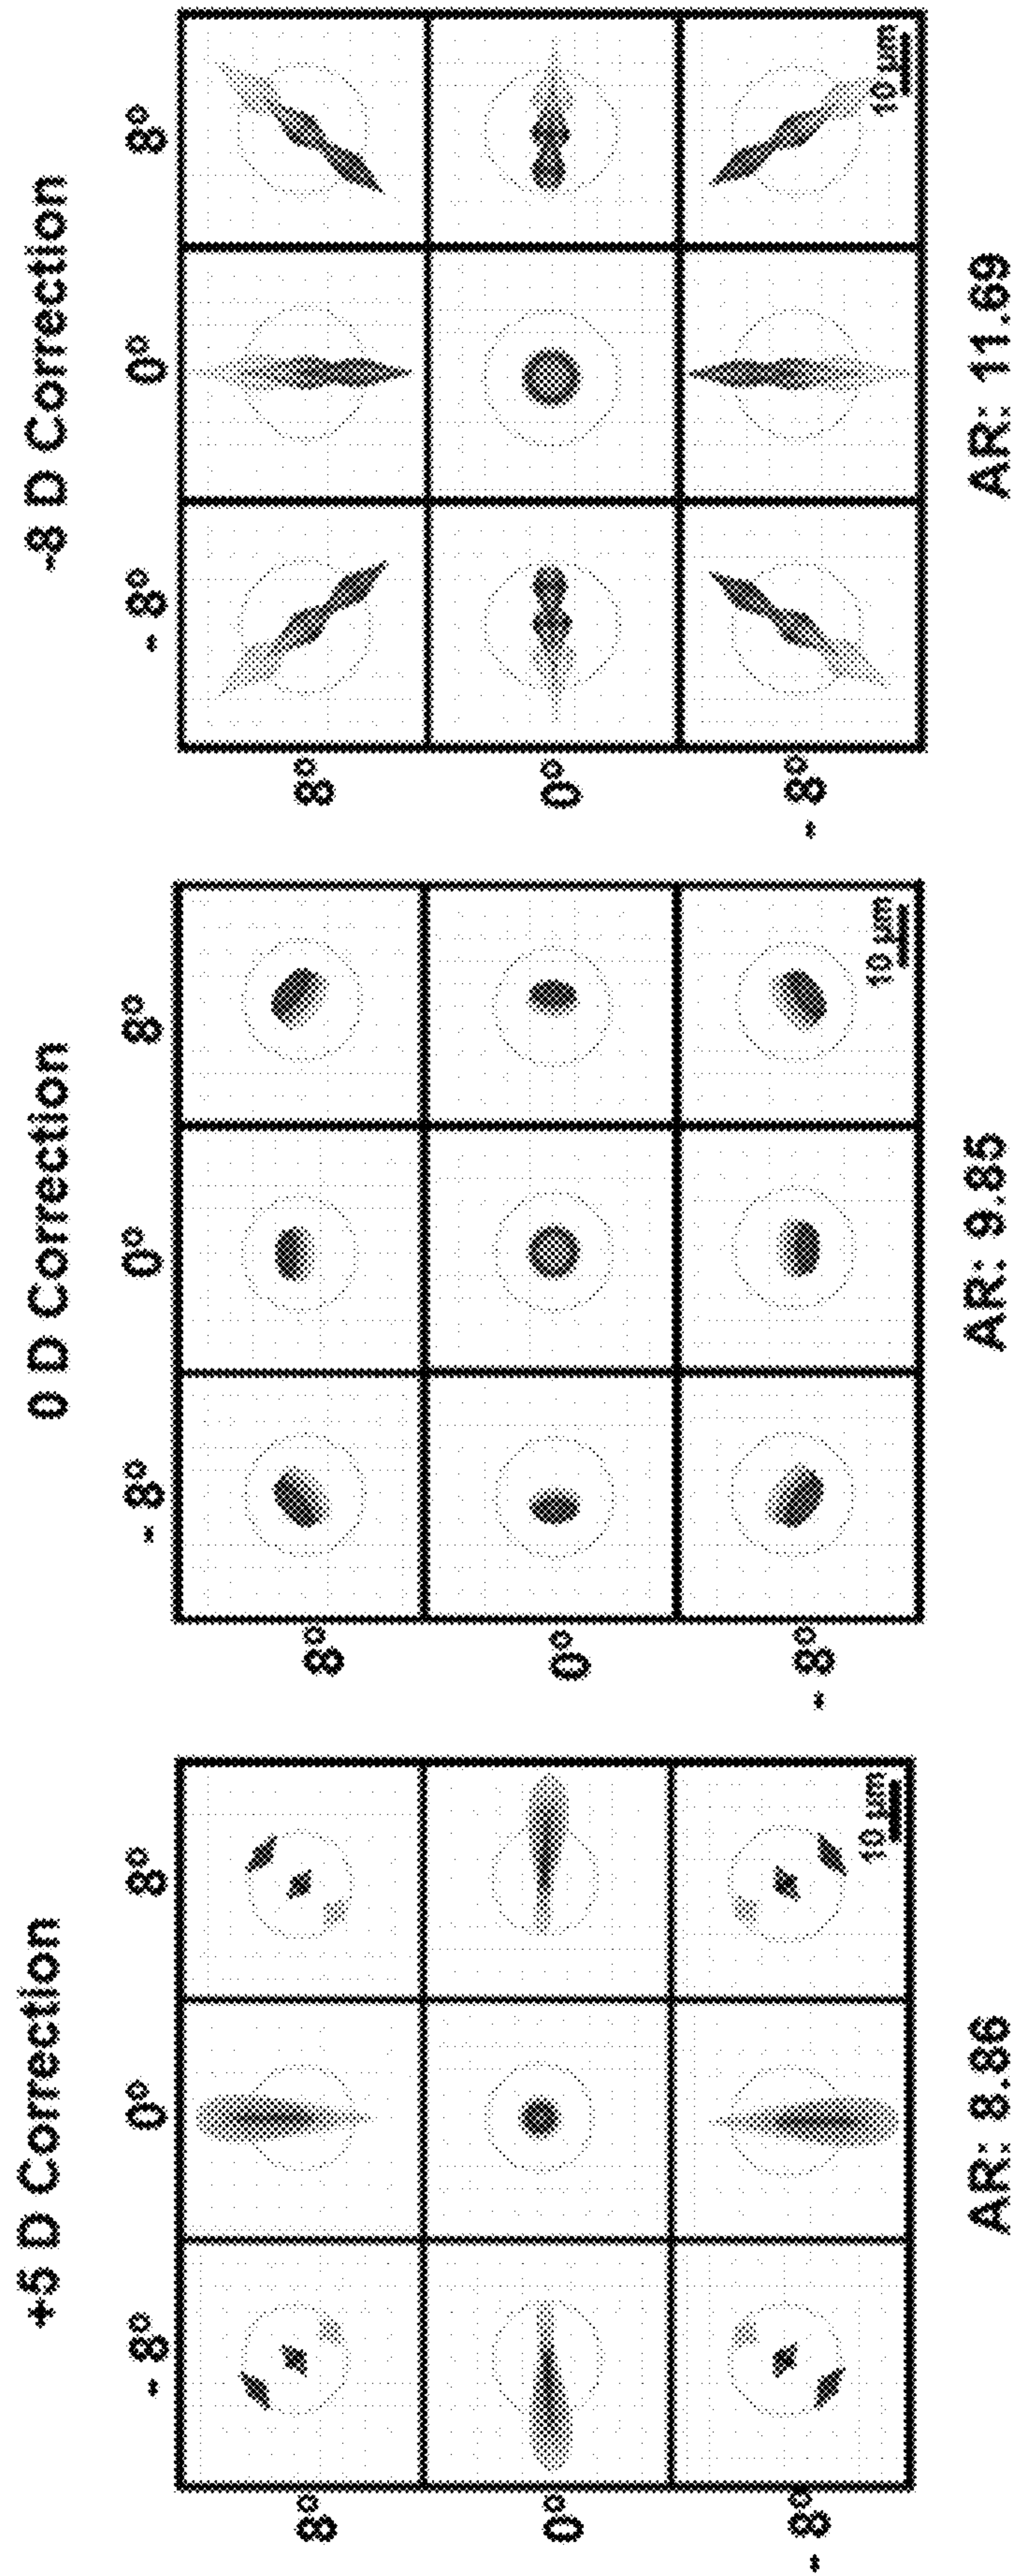 +5 D Correction
- 8° 0° 8°
8°
0°
- 8°
10 µm
AR: 8.86
0 D Correction
- 8° 0° 8°
8°
0°
- 8°
10 µm
AR: 9.85
-8 D Correction
- 8° 0° 8°
8°
0°
- 8°
10 µm
AR: 11.69